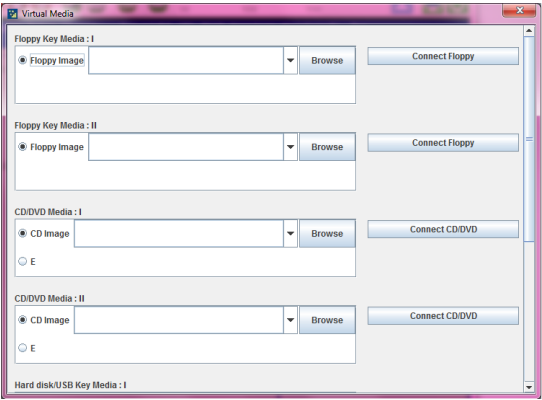 Virtual Media
Floppy Key Media : I
Floppy Image Browse Connect Floppy
Floppy Key Media : II
Floppy Image Browse Connect Floppy
CD/DVD Media : I
CD Image Browse Connect CD/DVD
E
CD/DVD Media : II
CD Image Browse Connect CD/DVD
E
Hard disk/USB Key Media : I